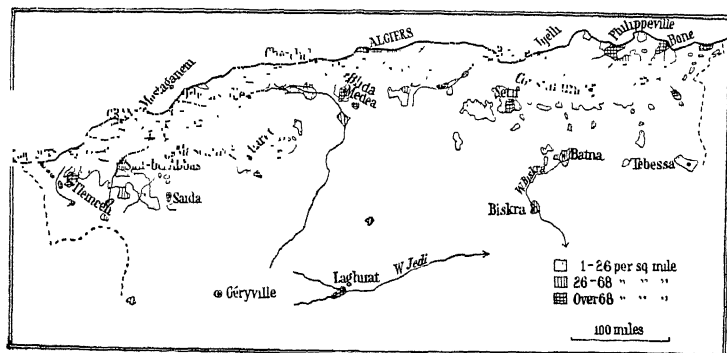 ALGIERS
Philippeville
Bone
Mostaganem
Medea
Setif
Batna
Tebessa
W. Biskra
Biskra
Tlemcen
Saida
Géryville
Laghuat
W. Jedi
1-26 per sq mile
26-68 " " "
Over 68 " " "
100 miles